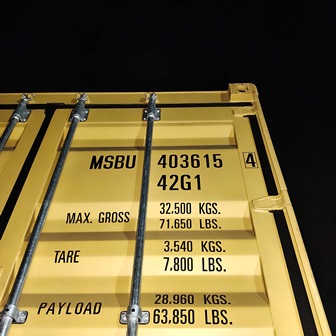 MSBU 403615 4
42G1
MAX. GROSS 32.500 KGS.
71.650 LBS.
TARE 3.540 KGS.
7.800 LBS.
PAYLOAD 28.960 KGS.
63.850 LBS.